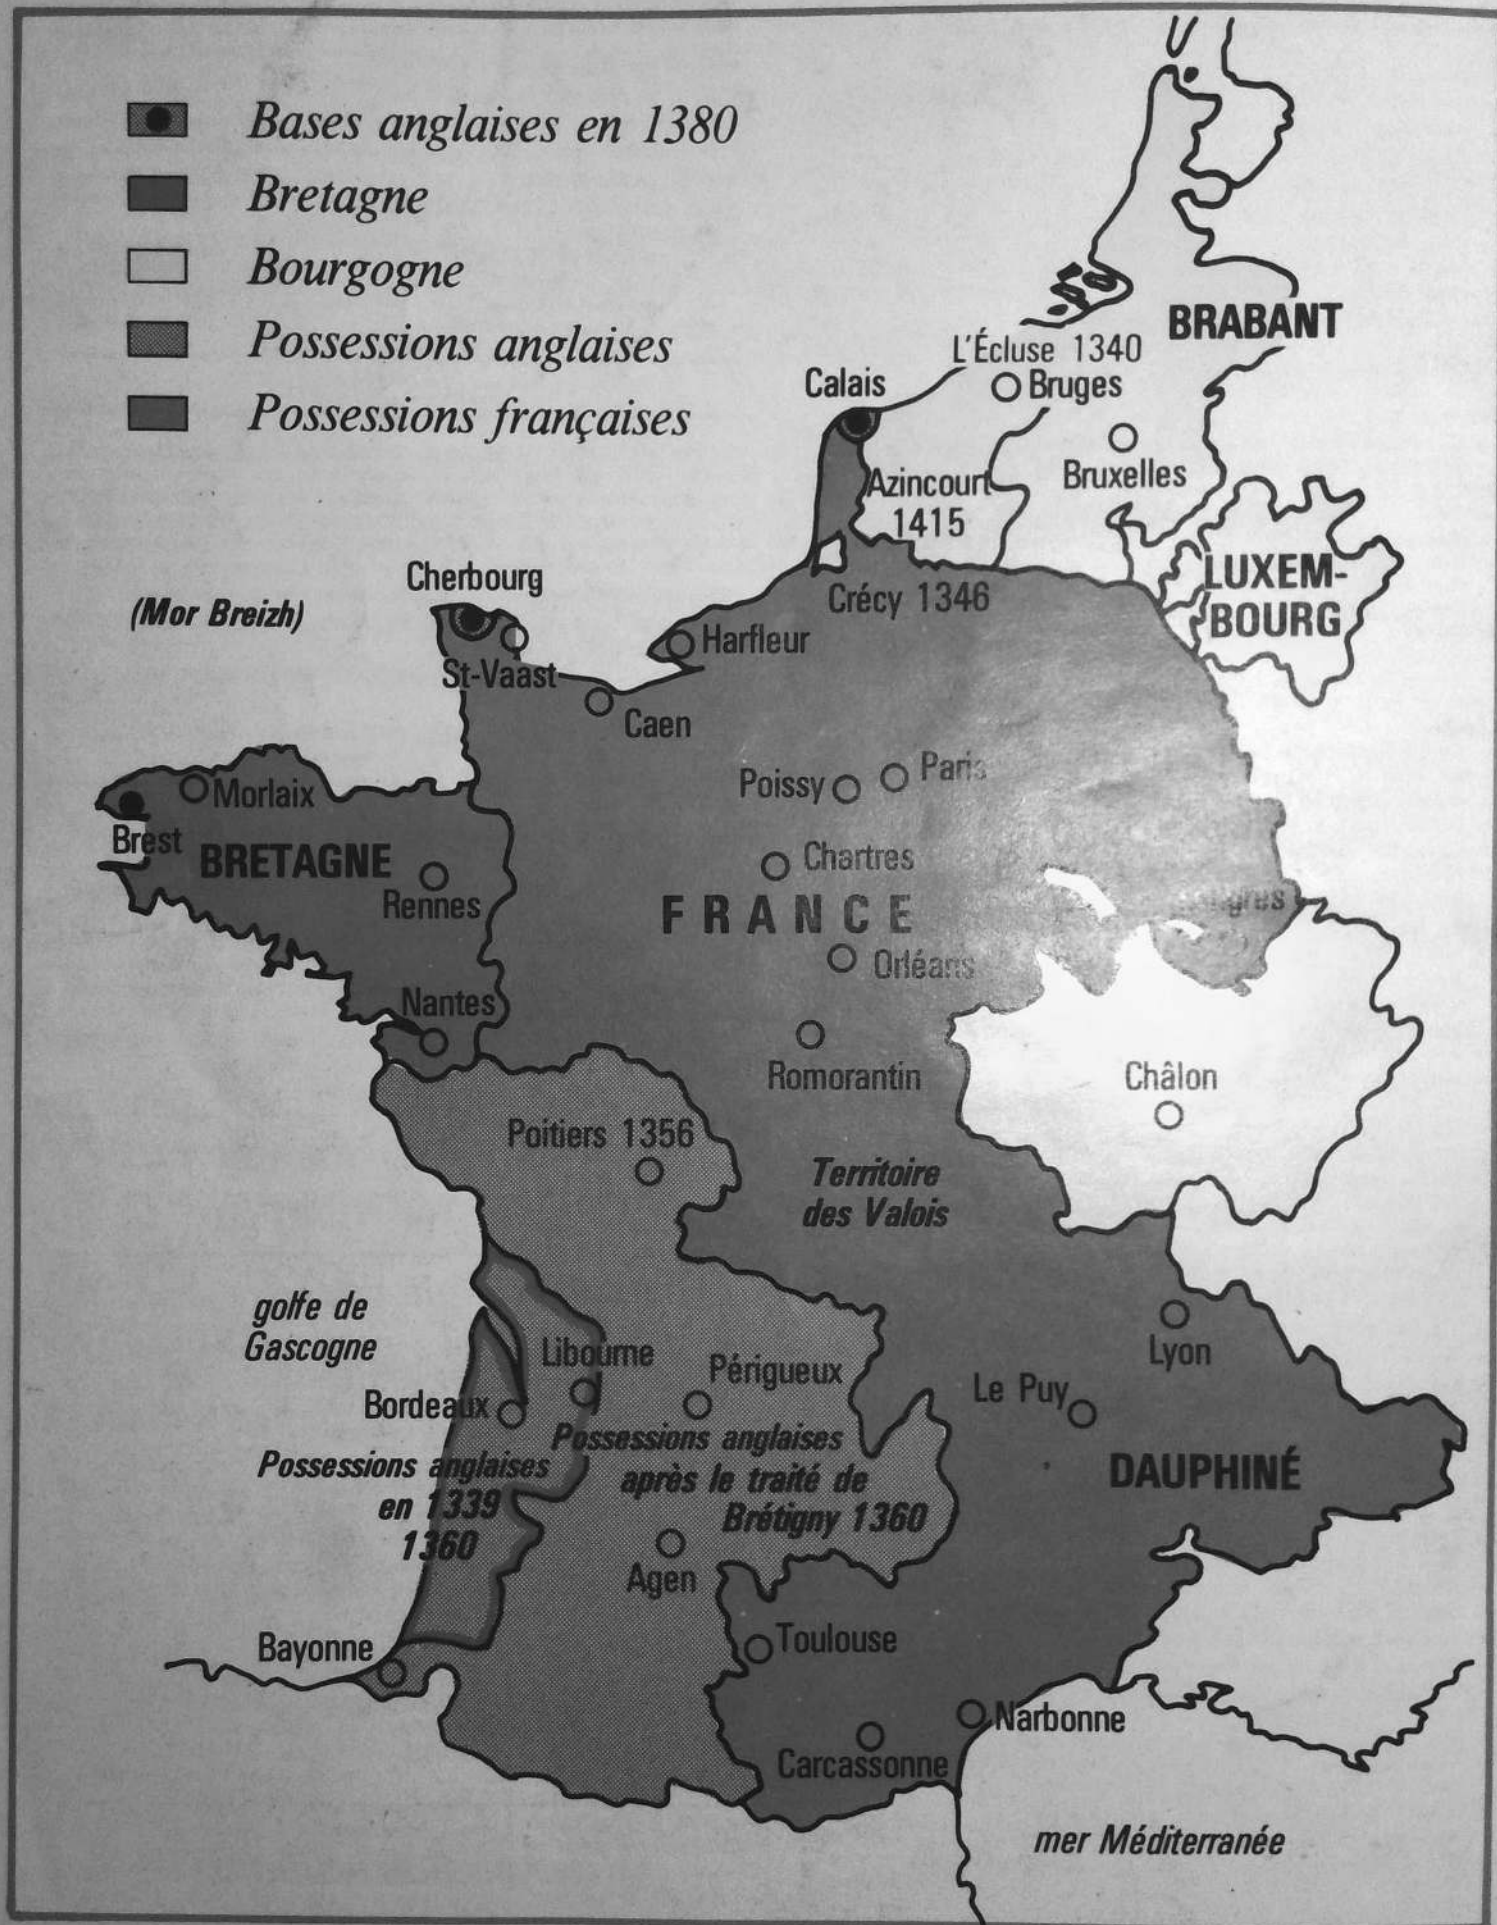 Bases anglaises en 1380
Bretagne
Bourgogne
Possessions anglaises
Possessions françaises
BRABANT
L'Écluse 1340
Calais
Bruges
Bruxelles
Azincourt
1415
LUXEM-
BOURG
Cherbourg
(Mor Breizh)
Crécy 1346
Harfleur
St-Vaast
Caen
Poissy
Paris
Morlaix
Brest
BRETAGNE
Rennes
Chartres
FRANCE
Orléans
Nantes
Romorantin
Châlon
Poitiers 1356
Territoire
des Valois
golfe de
Gascogne
Libourne
Périgueux
Lyon
Le Puy
Bordeaux
Possessions anglaises
en 1339
1360
Possessions anglaises
après le traité de
Brétigny 1360
DAUPHINÉ
Agen
Toulouse
Bayonne
Narbonne
Carcassonne
mer Méditerranée